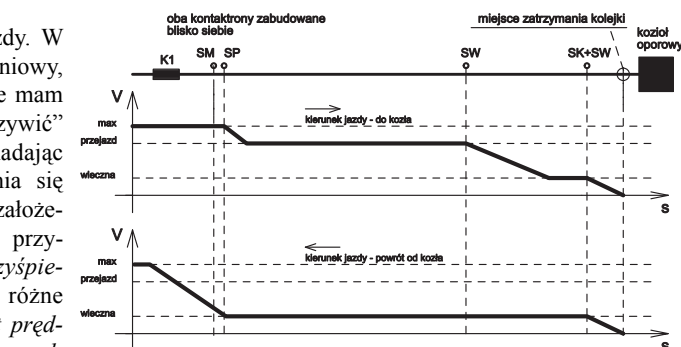 zdy. W
niowy,
e mam
zywić”
adając
nia się
założe-
przy-
zyśpie-
różne
pręd-
oba kontaktrony zabudowane
blisko siebie
miejsce zatrzymania kolejki
kozioł
oporowy
K1
SM SP SW SK+SW
V
max
przejazd
wieczna
kierunek jazdy - do kozła
s
V
max
przejazd
wieczna
kierunek jazdy - powrót od kozła
s